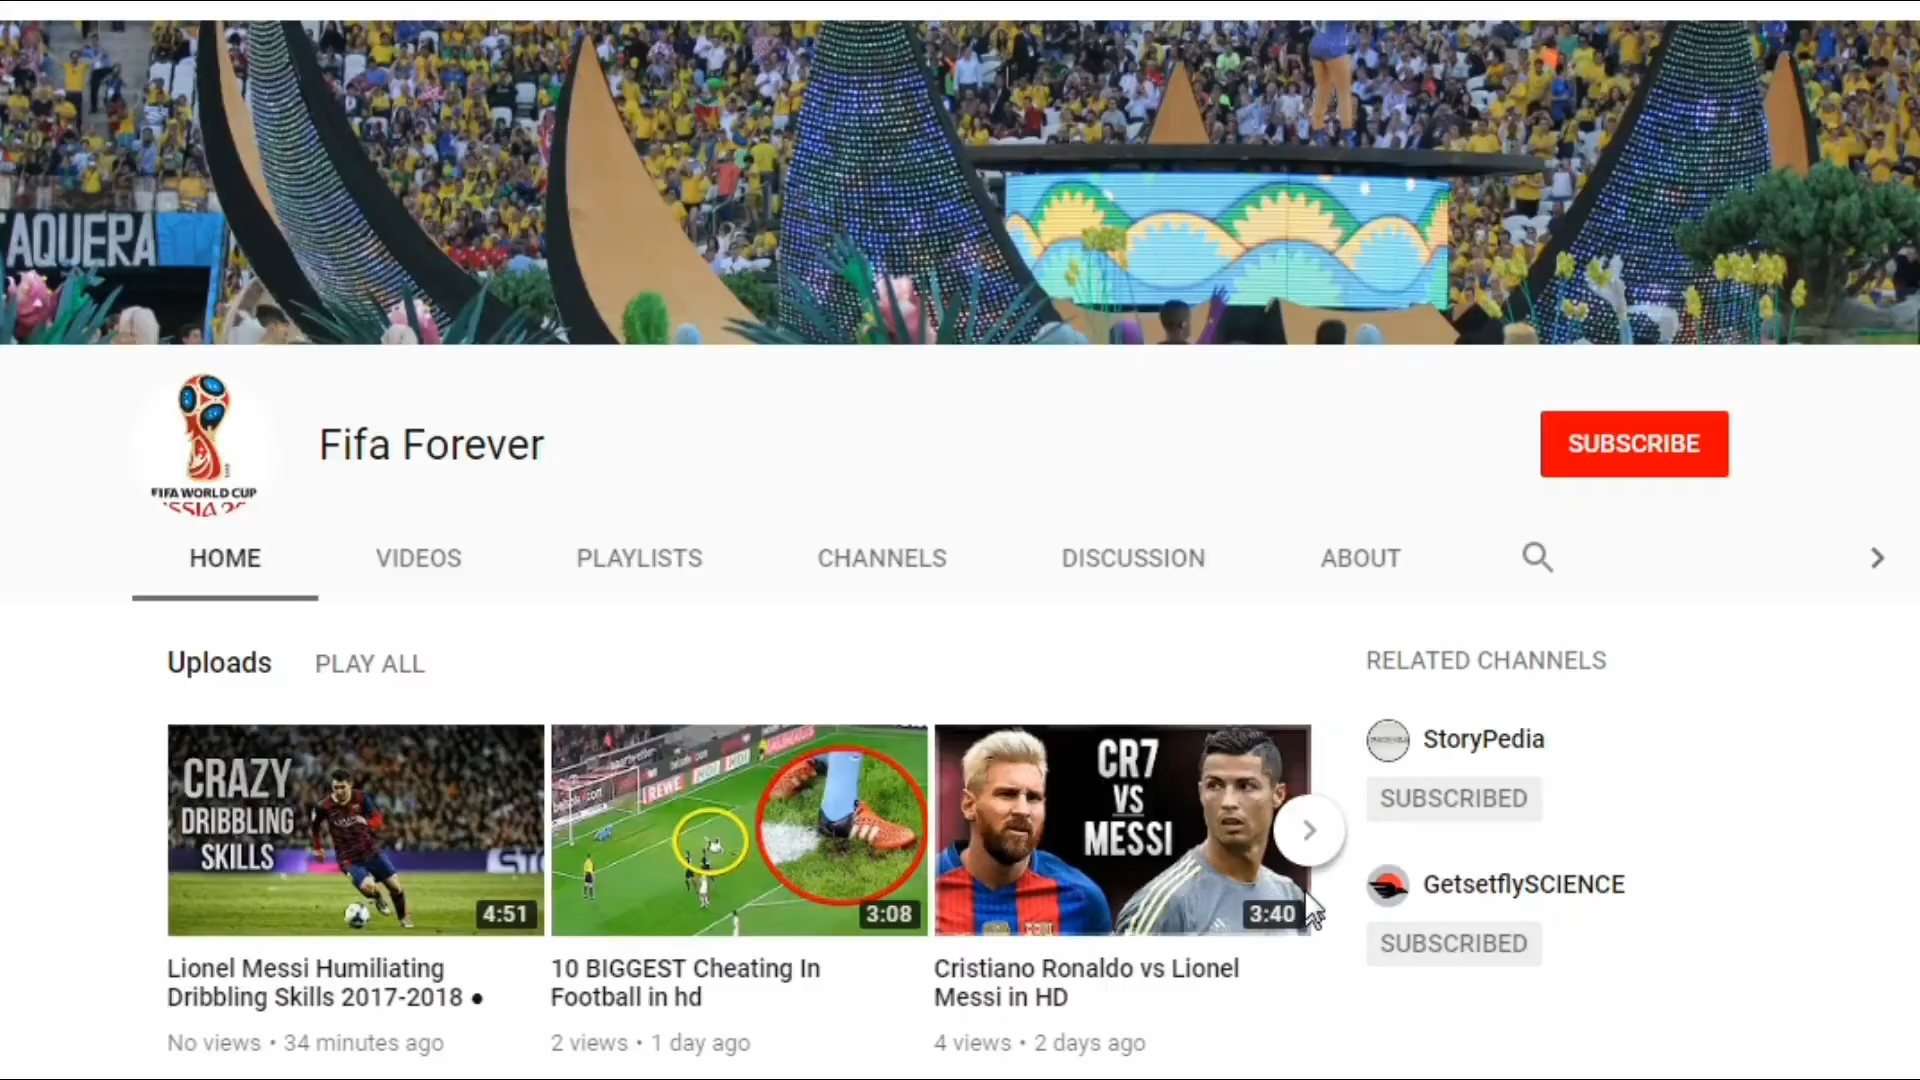 AQUERA
FIFA WORLD CUP
Fifa Forever
SUBSCRIBE
HOME
VIDEOS
PLAYLISTS
CHANNELS
DISCUSSION
ABOUT
Uploads
PLAY ALL
RELATED CHANNELS
CRAZY
DRIBBLING
SKILLS
4:51
REWE
3:08
CR7
VS
MESSI
3:40
StoryPedia
SUBSCRIBED
GetsetflySCIENCE
SUBSCRIBED
Lionel Messi Humiliating
Dribbling Skills 2017-2018 ●
No views • 34 minutes ago
10 BIGGEST Cheating In
Football in hd
2 views • 1 day ago
Cristiano Ronaldo vs Lionel
Messi in HD
4 views • 2 days ago